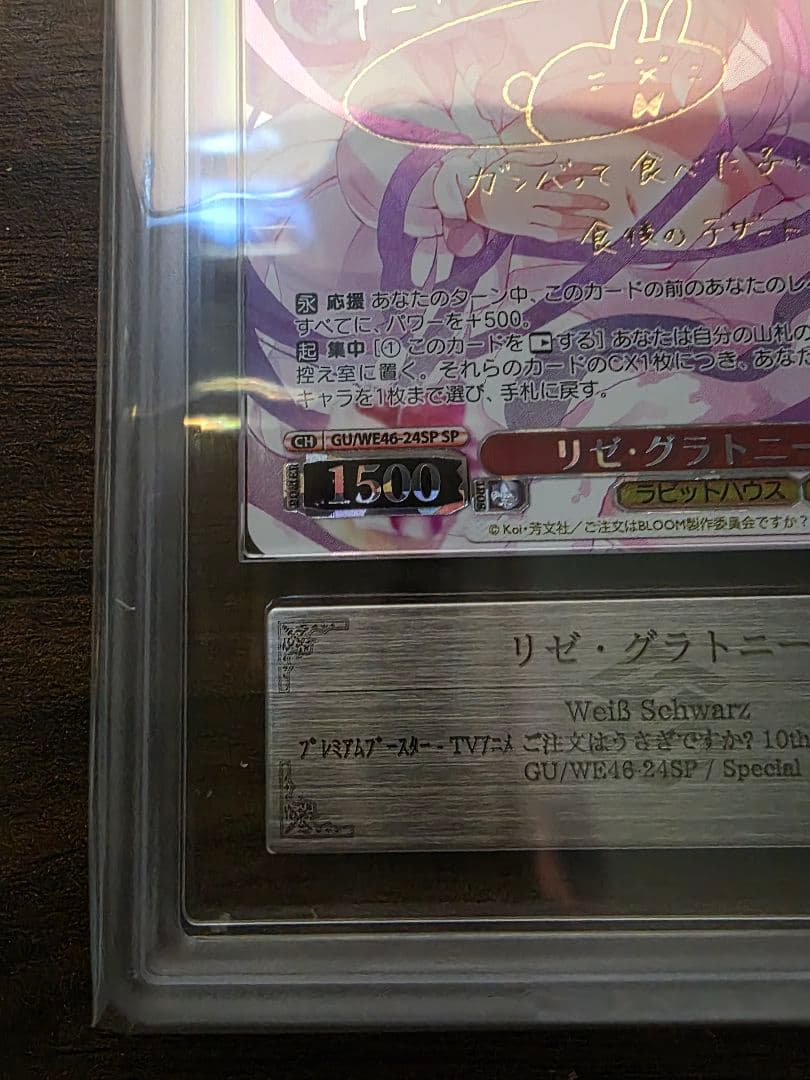 ガンバって食べた子
食後のデザート
永 応援 あなたのターン中、このカードの前のあなたのレ
すべてに、パワーを+500。
起 集中 [① このカードを する] あなたは自分の山札の
控え室に置く。それらのカードのCX1枚につき、あなた
キャラを1枚まで選び、手札に戻す。
CH GU/WE46-24SP SP
リゼ・グラトニー
POWER 1500 SOUL
ラビットハウス
© Koi・芳文社/ご注文はBLOOM製作委員会ですか?
リゼ・グラトニー
Weiß Schwarz
プレミアムブースター - TVアニメ ご注文はうさぎですか? 10th
GU/WE46-24SP / Special